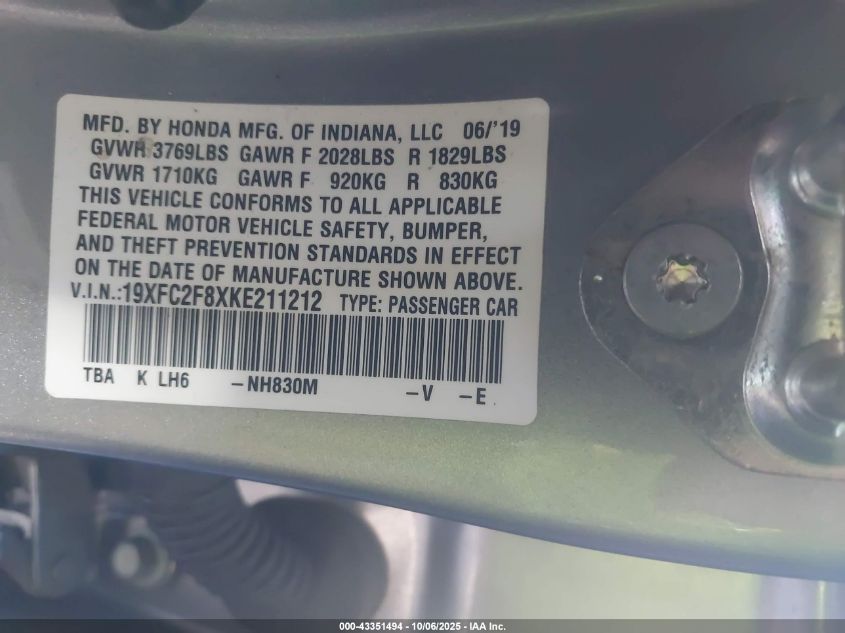 MFD. BY HONDA MFG. OF INDIANA, LLC 06/'19
GVWR 3769LBS GAWR F 2028LBS R 1829LBS
GVWR 1710KG GAWR F 920KG R 830KG
THIS VEHICLE CONFORMS TO ALL APPLICABLE
FEDERAL MOTOR VEHICLE SAFETY, BUMPER,
AND THEFT PREVENTION STANDARDS IN EFFECT
ON THE DATE OF MANUFACTURE SHOWN ABOVE.
V.I.N.:19XFC2F8XKE211212 TYPE: PASSENGER CAR
TBA K LH6 -NH830M -V -E
000-43351494 - 10/06/2025 - IAA Inc.